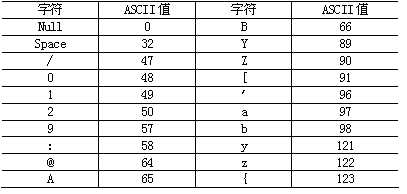 字符 ASCII值 字符 ASCII值
Null 0 B 66
Space 32 Y 89
/ 47 Z 90
0 48 [ 91
1 49 ′ 96
2 50 a 97
9 57 b 98
: 58 y 121
@ 64 z 122
A 65 { 123